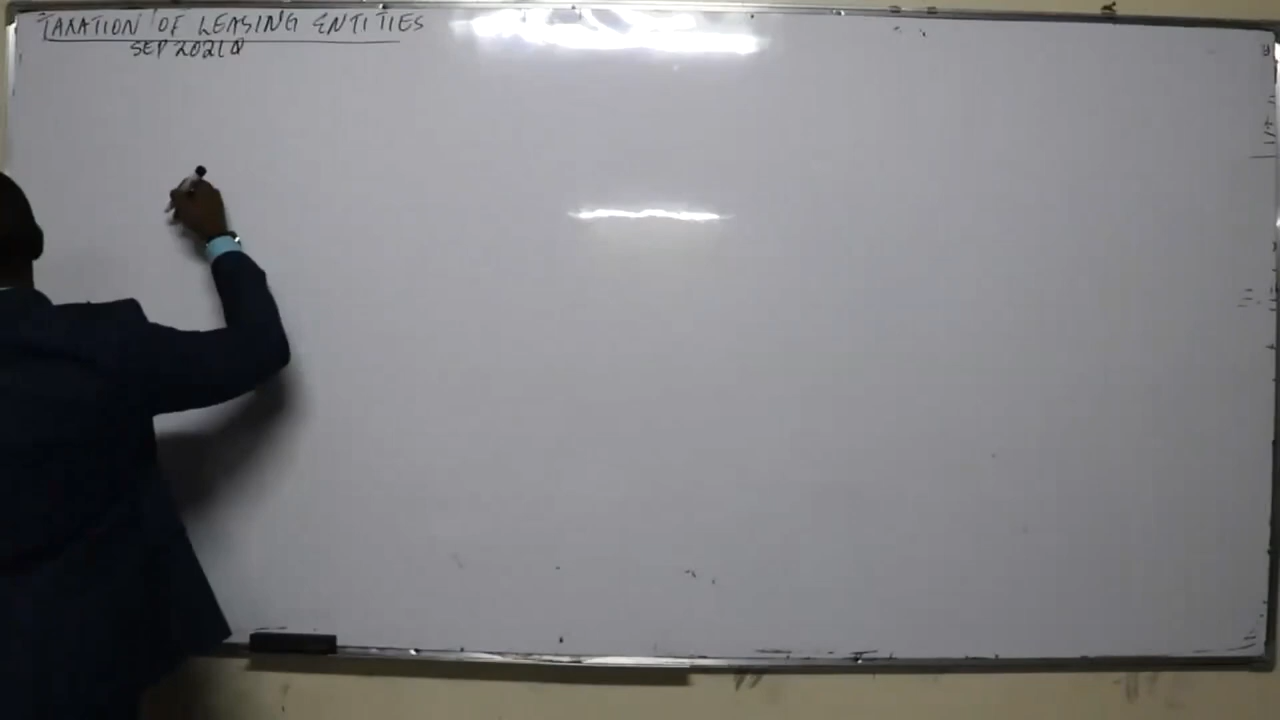 TAXATION OF LEASING ENTITIES
SEP 2021 Q